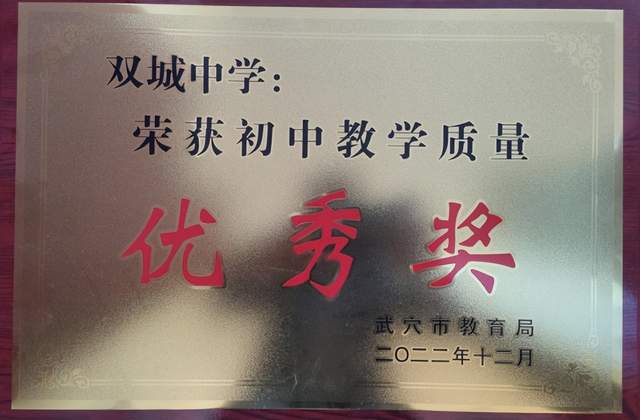 双城中学：
荣获初中教学质量
优秀奖
武穴市教育局
二〇二二年十二月